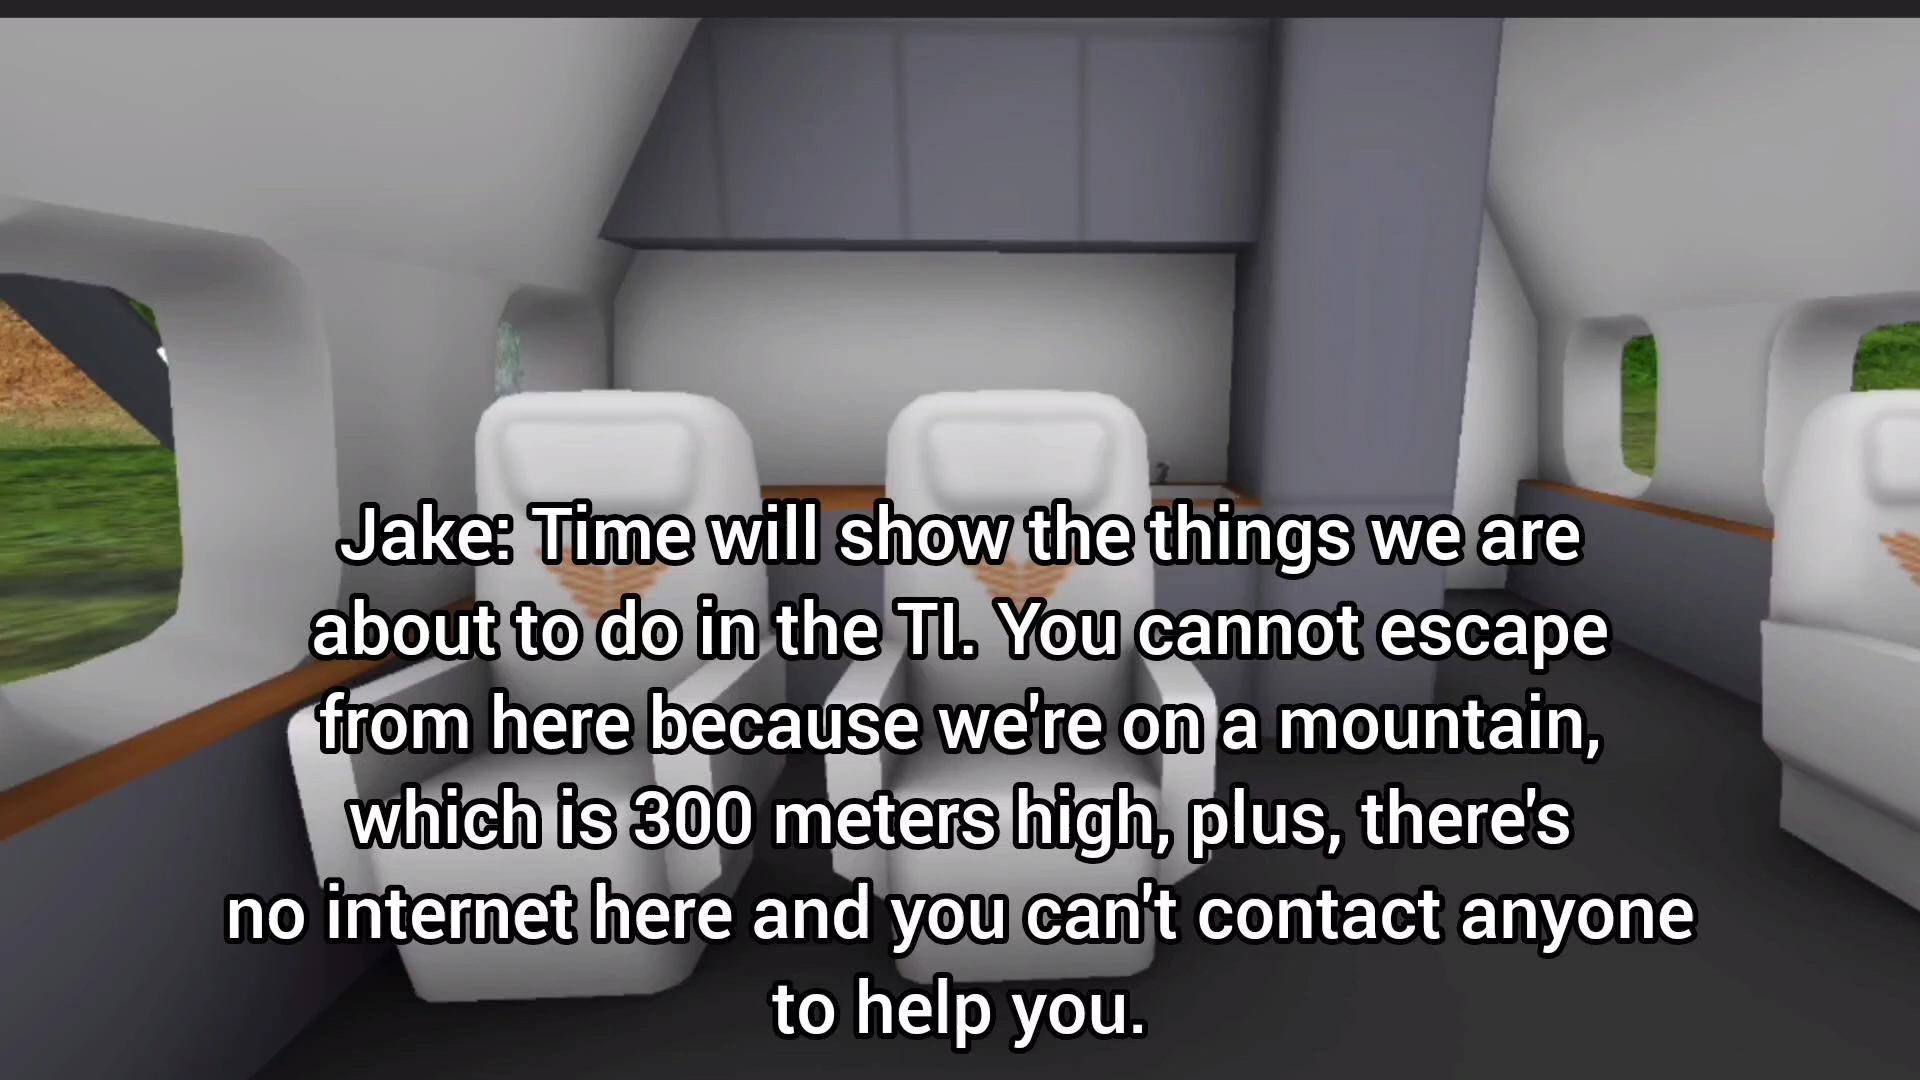 Jake: Time will show the things we are
about to do in the TI. You cannot escape
from here because we're on a mountain,
which is 300 meters high, plus, there's
no internet here and you can't contact anyone
to help you.